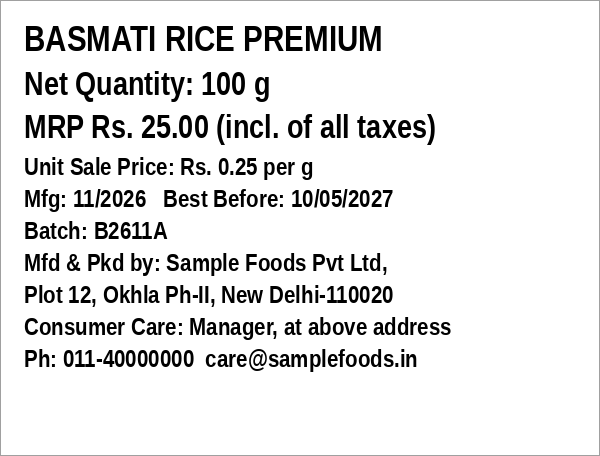 BASMATI RICE PREMIUM
Net Quantity: 100 g
MRP Rs. 25.00 (incl. of all taxes)
Unit Sale Price: Rs. 0.25 per g
Mfg: 11/2026   Best Before: 10/05/2027
Batch: B2611A
Mfd & Pkd by: Sample Foods Pvt Ltd,
Plot 12, Okhla Ph-II, New Delhi-110020
Consumer Care: Manager, at above address
Ph: 011-40000000  care@samplefoods.in